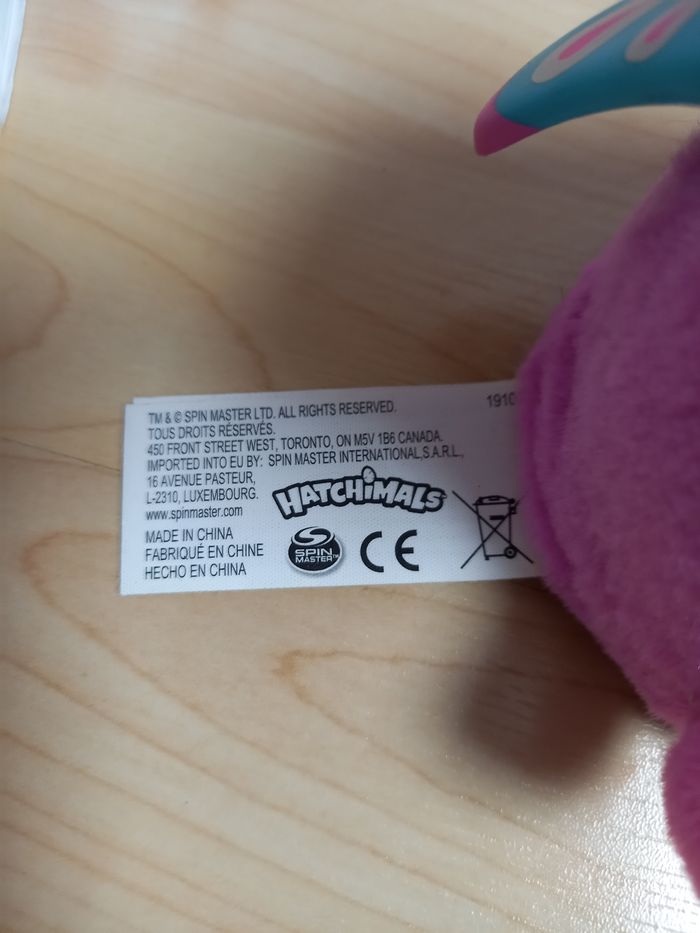 TM & © SPIN MASTER LTD. ALL RIGHTS RESERVED.
TOUS DROITS RÉSERVÉS.
450 FRONT STREET WEST, TORONTO, ON M5V 1B6 CANADA.
IMPORTED INTO EU BY: SPIN MASTER INTERNATIONAL, S.A.R.L.,
16 AVENUE PASTEUR,
L-2310, LUXEMBOURG.
www.spinmaster.com
MADE IN CHINA
FABRIQUÉ EN CHINE
HECHO EN CHINA
HATCHiMALS
SPIN
MASTER™
CE